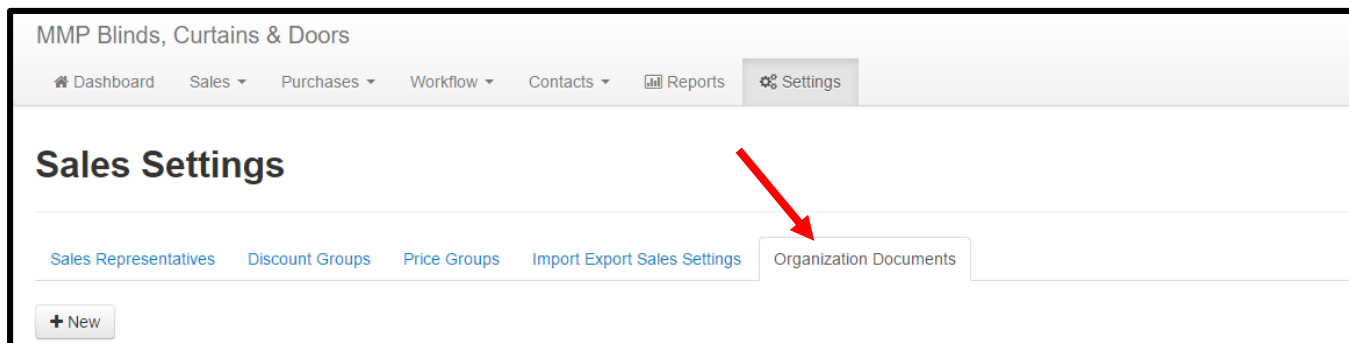 MMP Blinds, Curtains & Doors
Dashboard Sales Purchases Workflow Contacts Reports Settings
Sales Settings
Sales Representatives Discount Groups Price Groups Import Export Sales Settings Organization Documents
+ New